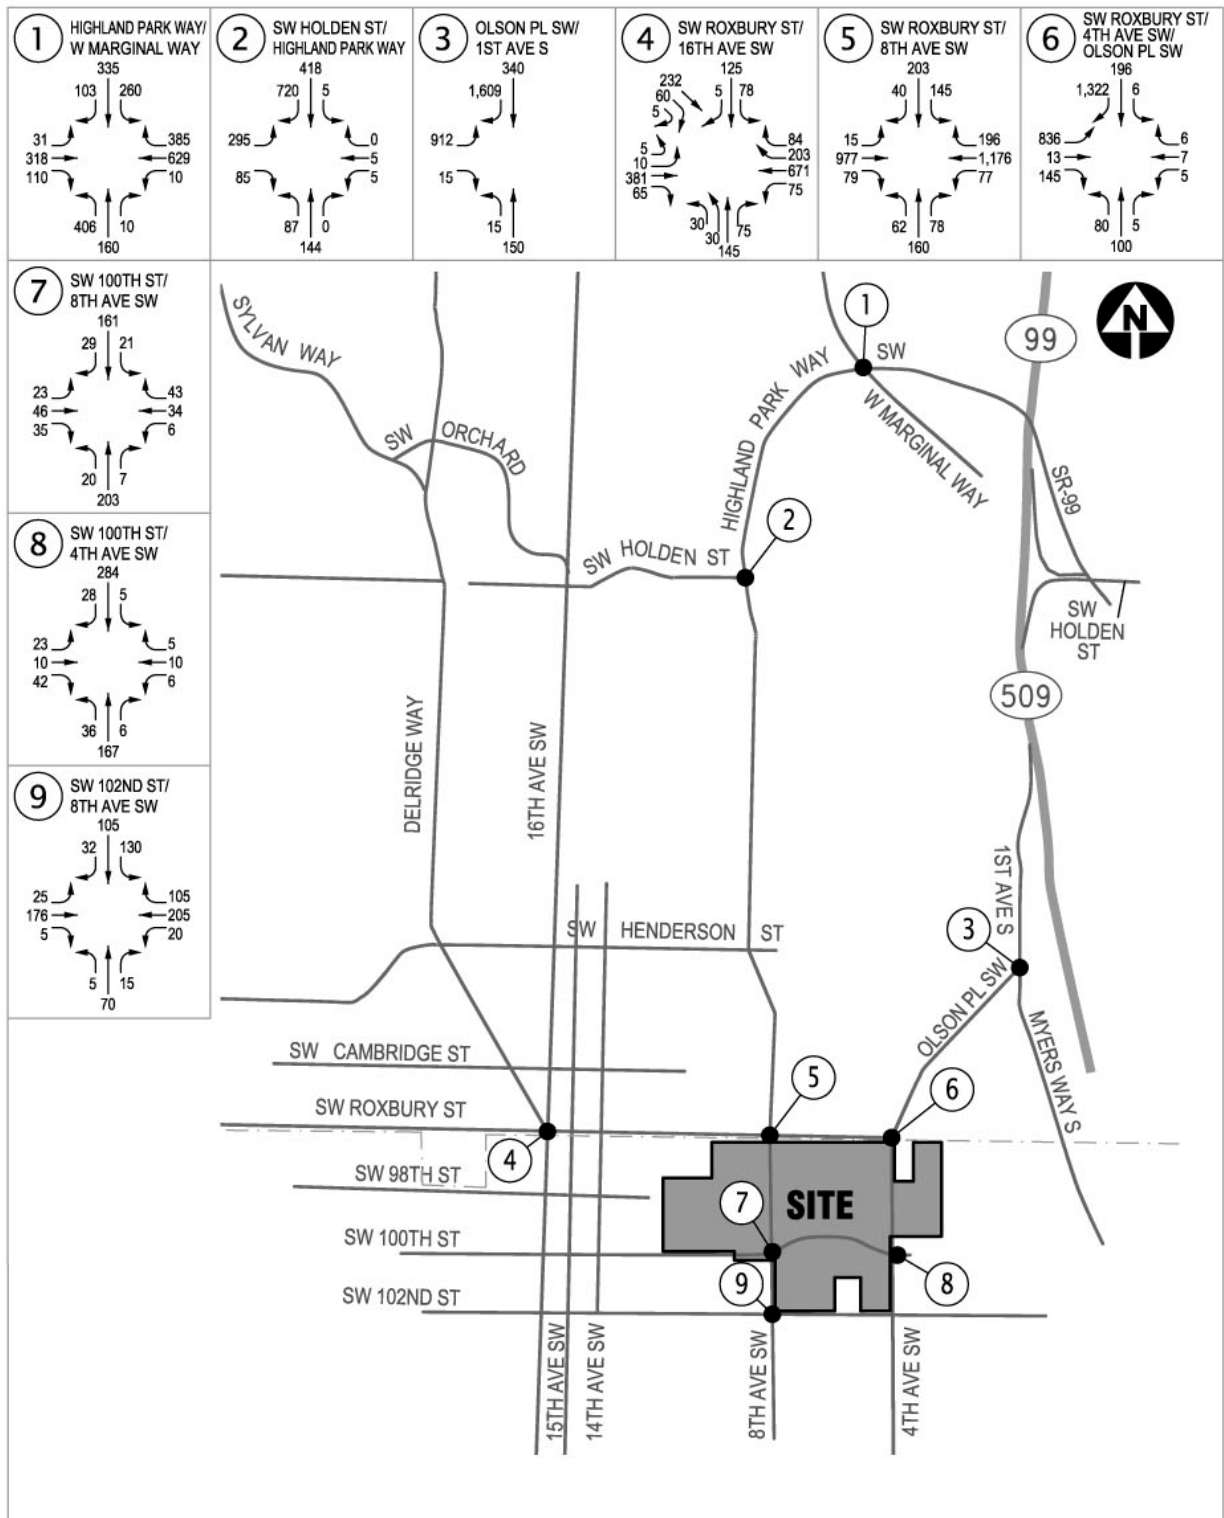 1
HIGHLAND PARK WAY/
W MARGINAL WAY
335
103 260
31 385
318 629
110 10
406 10
160
2
SW HOLDEN ST/
HIGHLAND PARK WAY
418
720 5
295 0
5
85 5
87 0
144
3
OLSON PL SW/
1ST AVE S
340
1,609
912
15
15
150
4
SW ROXBURY ST/
16TH AVE SW
125
232
60 5 78
5
84
5 203
10
381 671
65 75
30 75
30
145
5
SW ROXBURY ST/
8TH AVE SW
203
40 145
15 196
977 1,176
79 77
62 78
160
6
SW ROXBURY ST/
4TH AVE SW/
OLSON PL SW
196
1,322 6
836 6
13 7
145 5
80 5
100
7
SW 100TH ST/
8TH AVE SW
161
29 21
23 43
46 34
35 6
20 7
203
8
SW 100TH ST/
4TH AVE SW
284
28 5
23 5
10 10
42 6
36 6
167
9
SW 102ND ST/
8TH AVE SW
105
32 130
25 105
176 205
5 20
5 15
70
SYLVAN WAY
SW ORCHARD
HIGHLAND PARK WAY SW
1
W MARGINAL WAY
99
N
SR-99
2
SW HOLDEN ST
SW
HOLDEN
ST
509
DELRIDGE WAY
16TH AVE SW
1ST AVE S
SW HENDERSON ST
3
OLSON PL SW
MYERS WAY S
SW CAMBRIDGE ST
SW ROXBURY ST
5
6
4
SW 98TH ST
SITE
7
SW 100TH ST
8
9
SW 102ND ST
15TH AVE SW
14TH AVE SW
8TH AVE SW
4TH AVE SW